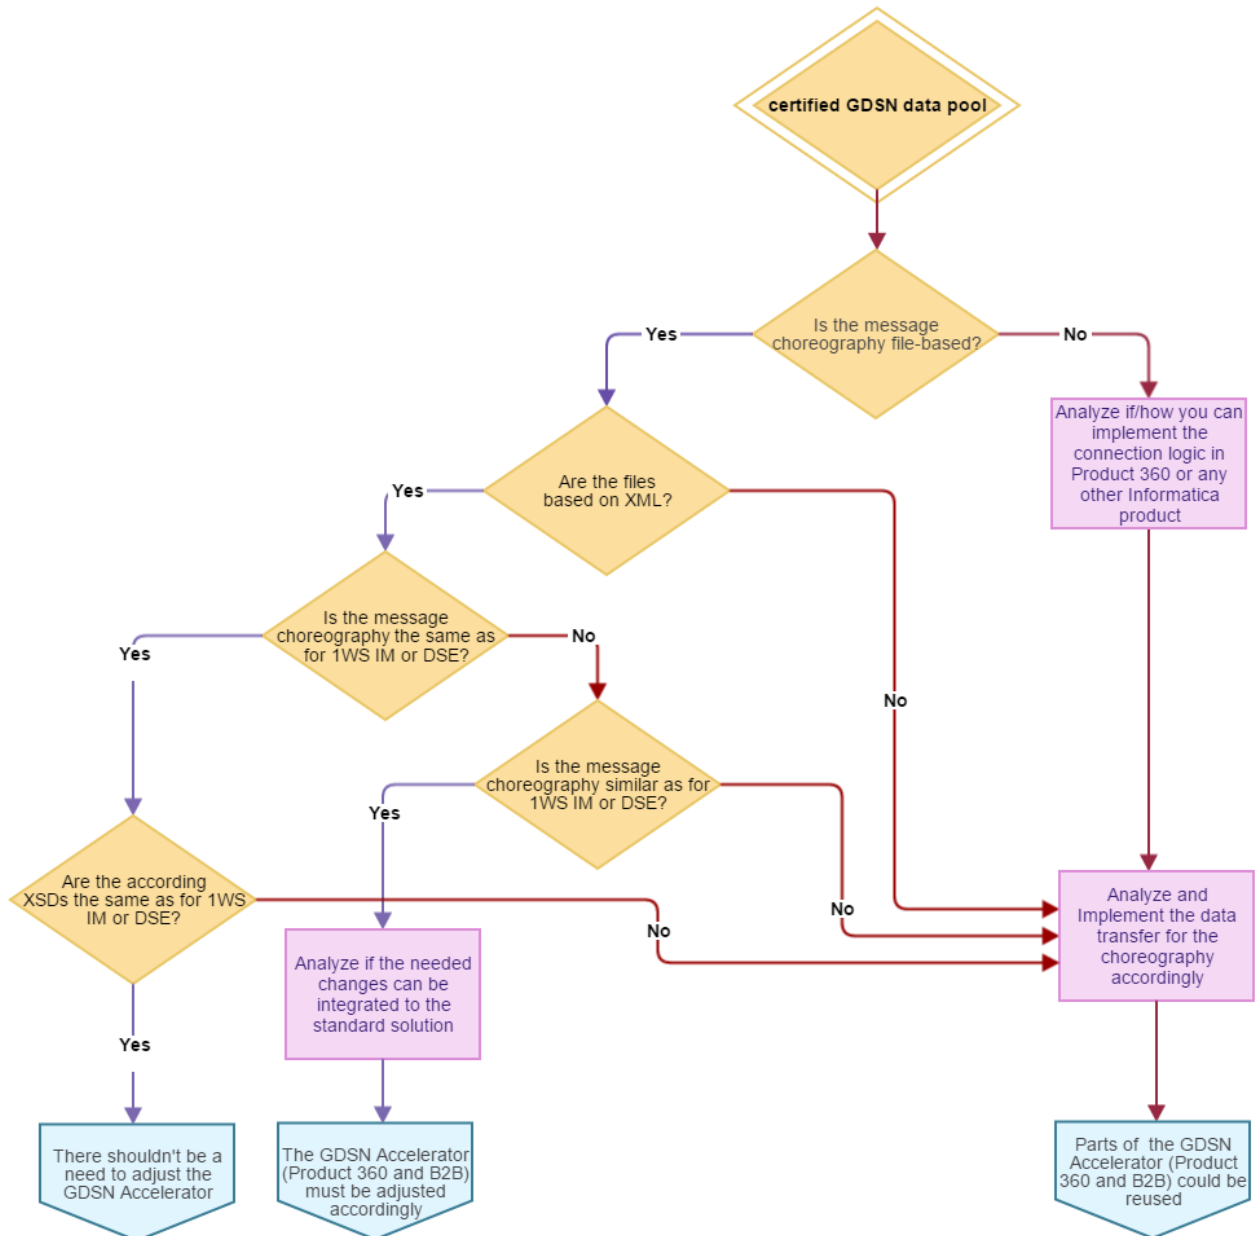 certified GDSN data pool
Is the message
choreography file-based?
Yes
No
Analyze if/how you can
implement the
connection logic in
Product 360 or any
other Informatica
product
Are the files
based on XML?
Yes
No
Is the message
choreography the same as
for 1WS IM or DSE?
Yes
No
Is the message
choreography similar as for
1WS IM or DSE?
Yes
No
Are the according
XSDs the same as for 1WS
IM or DSE?
No
Yes
Analyze if the needed
changes can be
integrated to the
standard solution
Analyze and
Implement the data
transfer for the
choreography
accordingly
There shouldn't be a
need to adjust the
GDSN Accelerator
The GDSN Accelerator
(Product 360 and B2B)
must be adjusted
accordingly
Parts of  the GDSN
Accelerator (Product
360 and B2B) could be
reused